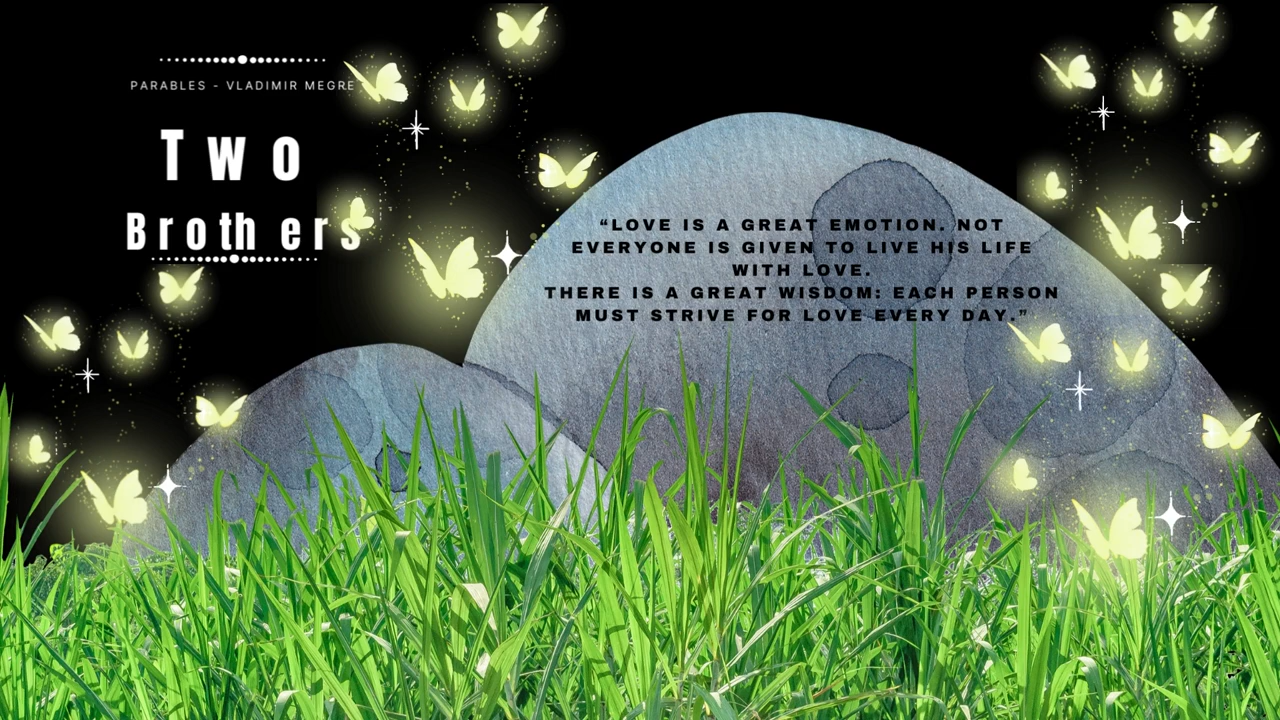 PARABLES - VLADIMIR MEGRE
Two
Brothers
“LOVE IS A GREAT EMOTION. NOT
EVERYONE IS GIVEN TO LIVE HIS LIFE
WITH LOVE.
THERE IS A GREAT WISDOM: EACH PERSON
MUST STRIVE FOR LOVE EVERY DAY.”